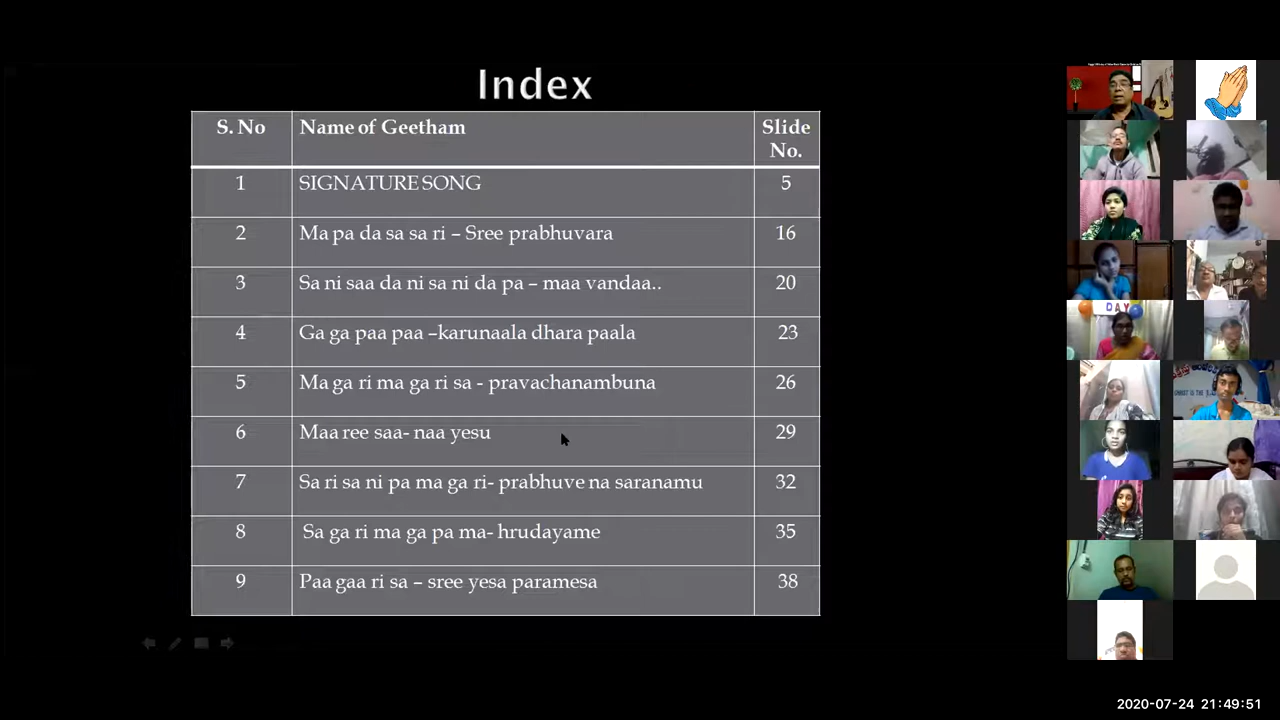 Index
S. No Name of Geetham Slide No.
1 SIGNATURE SONG 5
2 Ma pa da sa sa ri – Sree prabhuvara 16
3 Sa ni saa da ni sa ni da pa – maa vandaa.. 20
4 Ga ga paa paa –karunaala dhara paala 23
5 Ma ga ri ma ga ri sa - pravachanambuna 26
6 Maa ree saa- naa yesu 29
7 Sa ri sa ni pa ma ga ri- prabhuve na saranamu 32
8 Sa ga ri ma ga pa ma- hrudayame 35
9 Paa gaa ri sa – sree yesa paramesa 38
DAY
2020-07-24 21:49:51